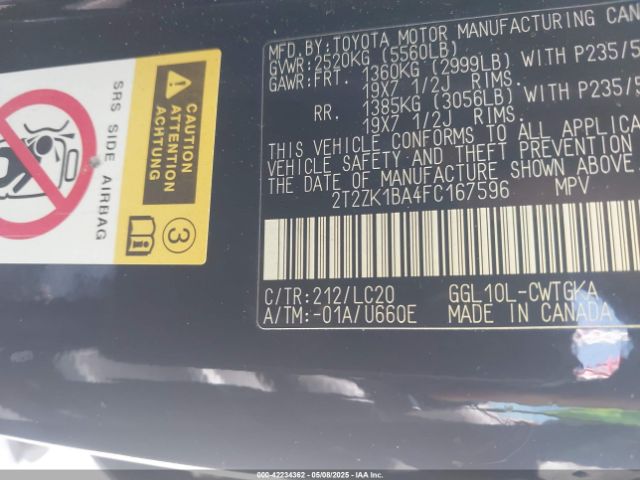 MFD. BY: TOYOTA MOTOR MANUFACTURING CANA
GVWR: 2520KG (5560LB)
GAWR: FRT. 1360KG (2999LB) WITH P235/5
19X7 1/2J RIMS.
RR. 1385KG (3056LB) WITH P235/5
19X7 1/2J RIMS.
THIS VEHICLE CONFORMS TO ALL APPLICA
VEHICLE SAFETY AND THEFT PREVENTION
THE DATE OF MANUFACTURE SHOWN ABOVE.
2T2ZK1BA4FC167596 MPV
C/TR: 212/LC20 GGL10L-CWTGKA
A/TM: -01A/U660E MADE IN CANADA
SRS SIDE AIRBAG
CAUTION
ATTENTION
ACHTUNG
3
000-42234362 05/08/2025 IAAI.COM